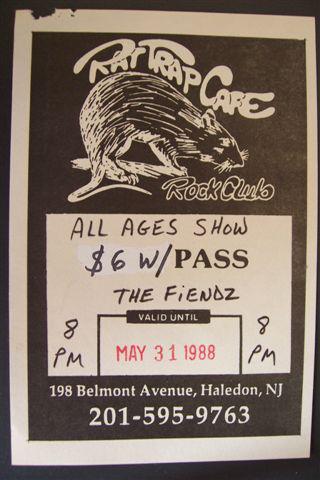 RAT TRAP CAFE
Rock Club
ALL AGES SHOW
$6 W/ PASS
THE FiENDZ
VALID UNTIL
8 PM
MAY 31 1988
8 PM
198 Belmont Avenue, Haledon, NJ
201-595-9763